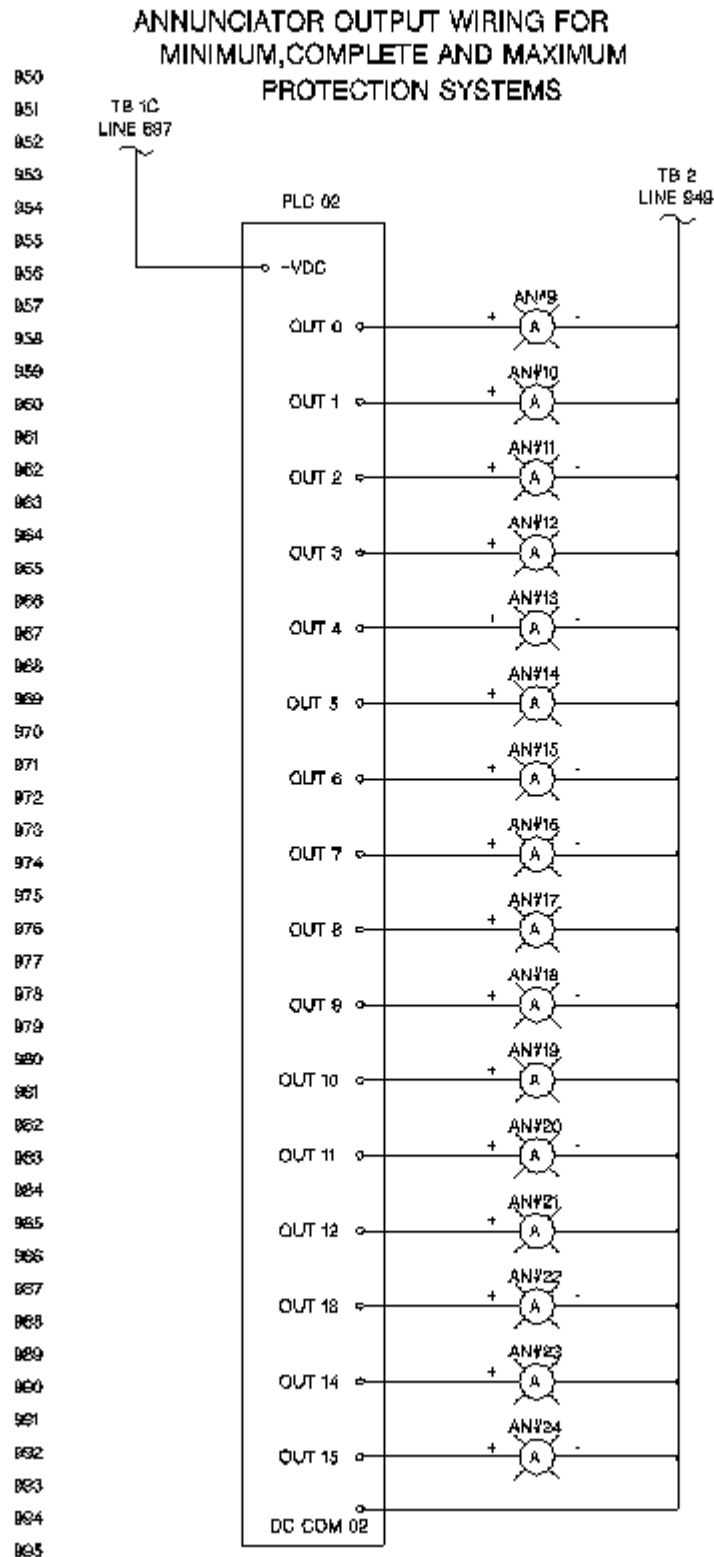 ANNUNCIATOR OUTPUT WIRING FOR
MINIMUM,COMPLETE AND MAXIMUM
PROTECTION SYSTEMS
950
951
952
953
954
955
956
957
958
959
960
961
962
963
964
965
966
967
968
969
970
971
972
973
974
975
976
977
978
979
980
981
982
983
984
985
986
987
988
989
990
991
992
993
994
995
TB 1C
LINE 697
TB 2
LINE 949
PLC 02
-VDC
OUT 0 + AN#9 A -
OUT 1 + AN#10 A
OUT 2 + AN#11 A -
OUT 3 + AN#12 A
OUT 4 + AN#13 A -
OUT 5 + AN#14 A
OUT 6 + AN#15 A -
OUT 7 + AN#16 A -
OUT 8 + AN#17 A
OUT 9 + AN#18 A -
OUT 10 + AN#19 A
OUT 11 + AN#20 A -
OUT 12 + AN#21 A
OUT 13 + AN#22 A -
OUT 14 + AN#23 A
OUT 15 + AN#24 A -
DC COM 02